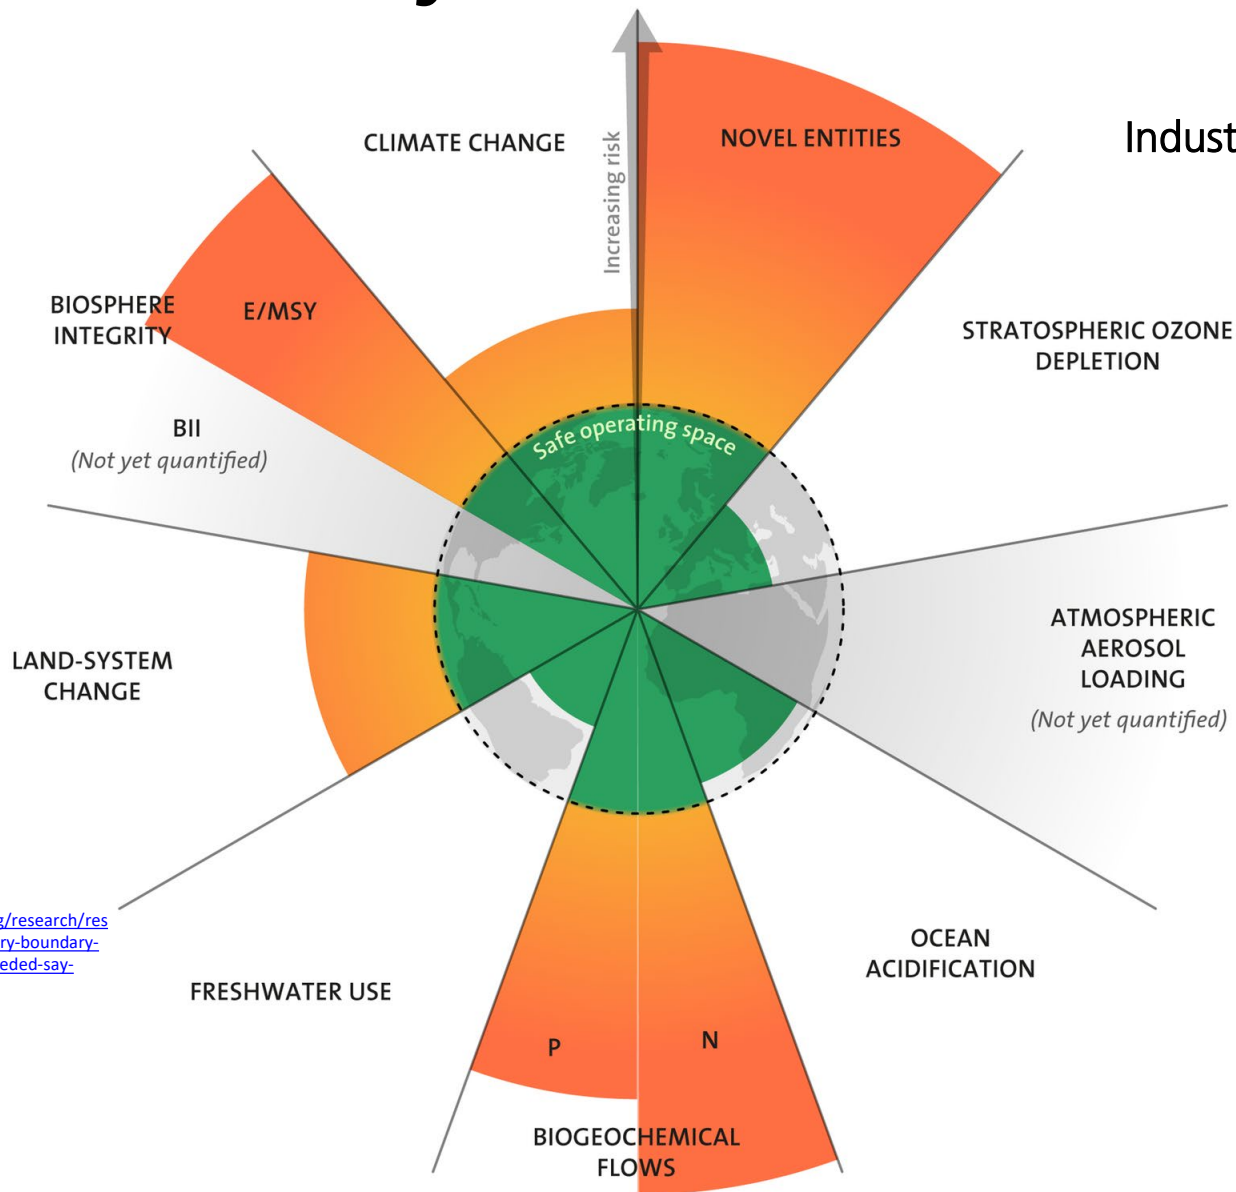 CLIMATE CHANGE
Increasing risk
NOVEL ENTITIES
Indust
BIOSPHERE
INTEGRITY
E/MSY
STRATOSPHERIC OZONE
DEPLETION
BII
(Not yet quantified)
Safe operating space
LAND-SYSTEM
CHANGE
ATMOSPHERIC
AEROSOL
LOADING
(Not yet quantified)
g/research/res
ry-boundary-
eded-say-
FRESHWATER USE
OCEAN
ACIDIFICATION
P
N
BIOGEOCHEMICAL
FLOWS